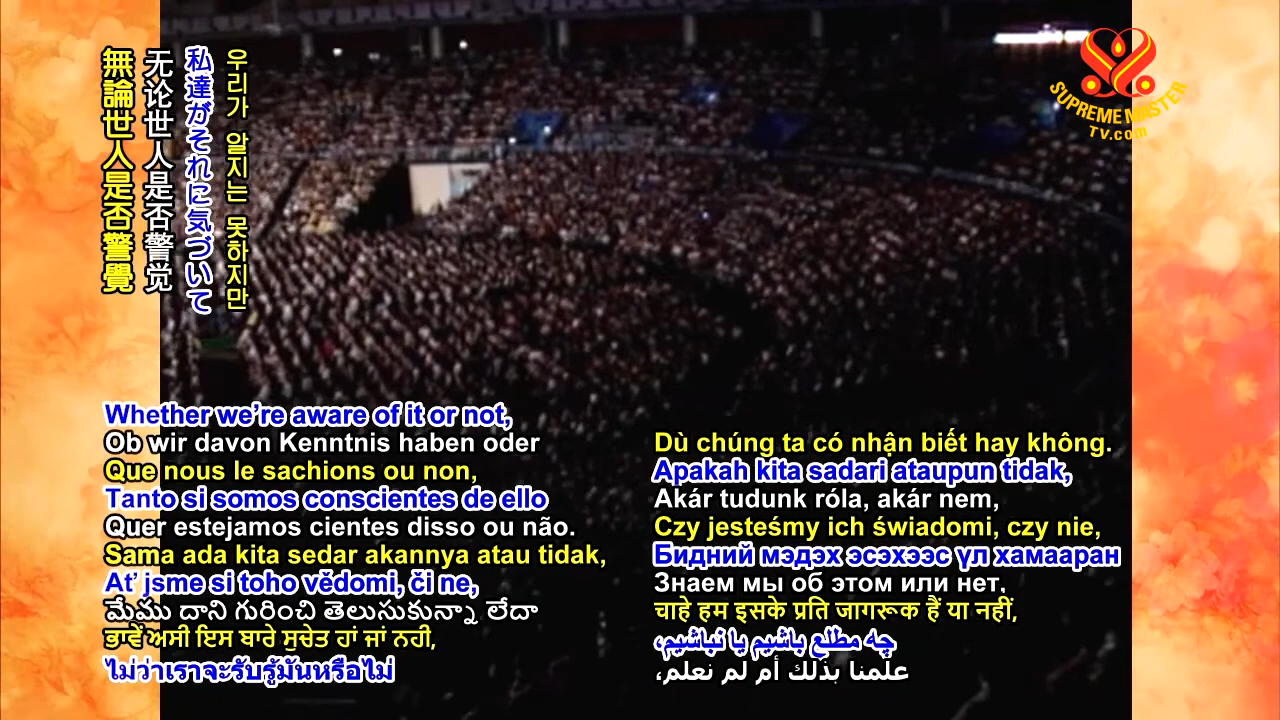 우리가 알지는 못하지만
私達がそれに気づいて
无论世人是否警觉
無論世人是否警覺
SUPREME MASTER
TV.com
Whether we're aware of it or not,
Ob wir davon Kenntnis haben oder
Que nous le sachions ou non,
Tanto si somos conscientes de ello
Quer estejamos cientes disso ou não.
Sama ada kita sedar akannya atau tidak,
Ať jsme si toho vědomi, či ne,
మేము దాని గురించి తెలుసుకున్నా లేదా
ਭਾਵੇਂ ਅਸੀ ਇਸ ਬਾਰੇ ਸੁਚੇਤ ਹਾਂ ਜਾਂ ਨਹੀ,
ไม่ว่าเราจะรับรู้มันหรือไม่
Dù chúng ta có nhận biết hay không.
Apakah kita sadari ataupun tidak,
Akár tudunk róla, akár nem,
Czy jesteśmy ich świadomi, czy nie,
Бидний мэдэх эсэхээс үл хамааран
Знаем мы об этом или нет,
चाहे हम इसके प्रति जागरूक हैं या नहीं,
چه مطلع باشیم یا نباشیم،
علمنا بذلك أم لم نعلم،